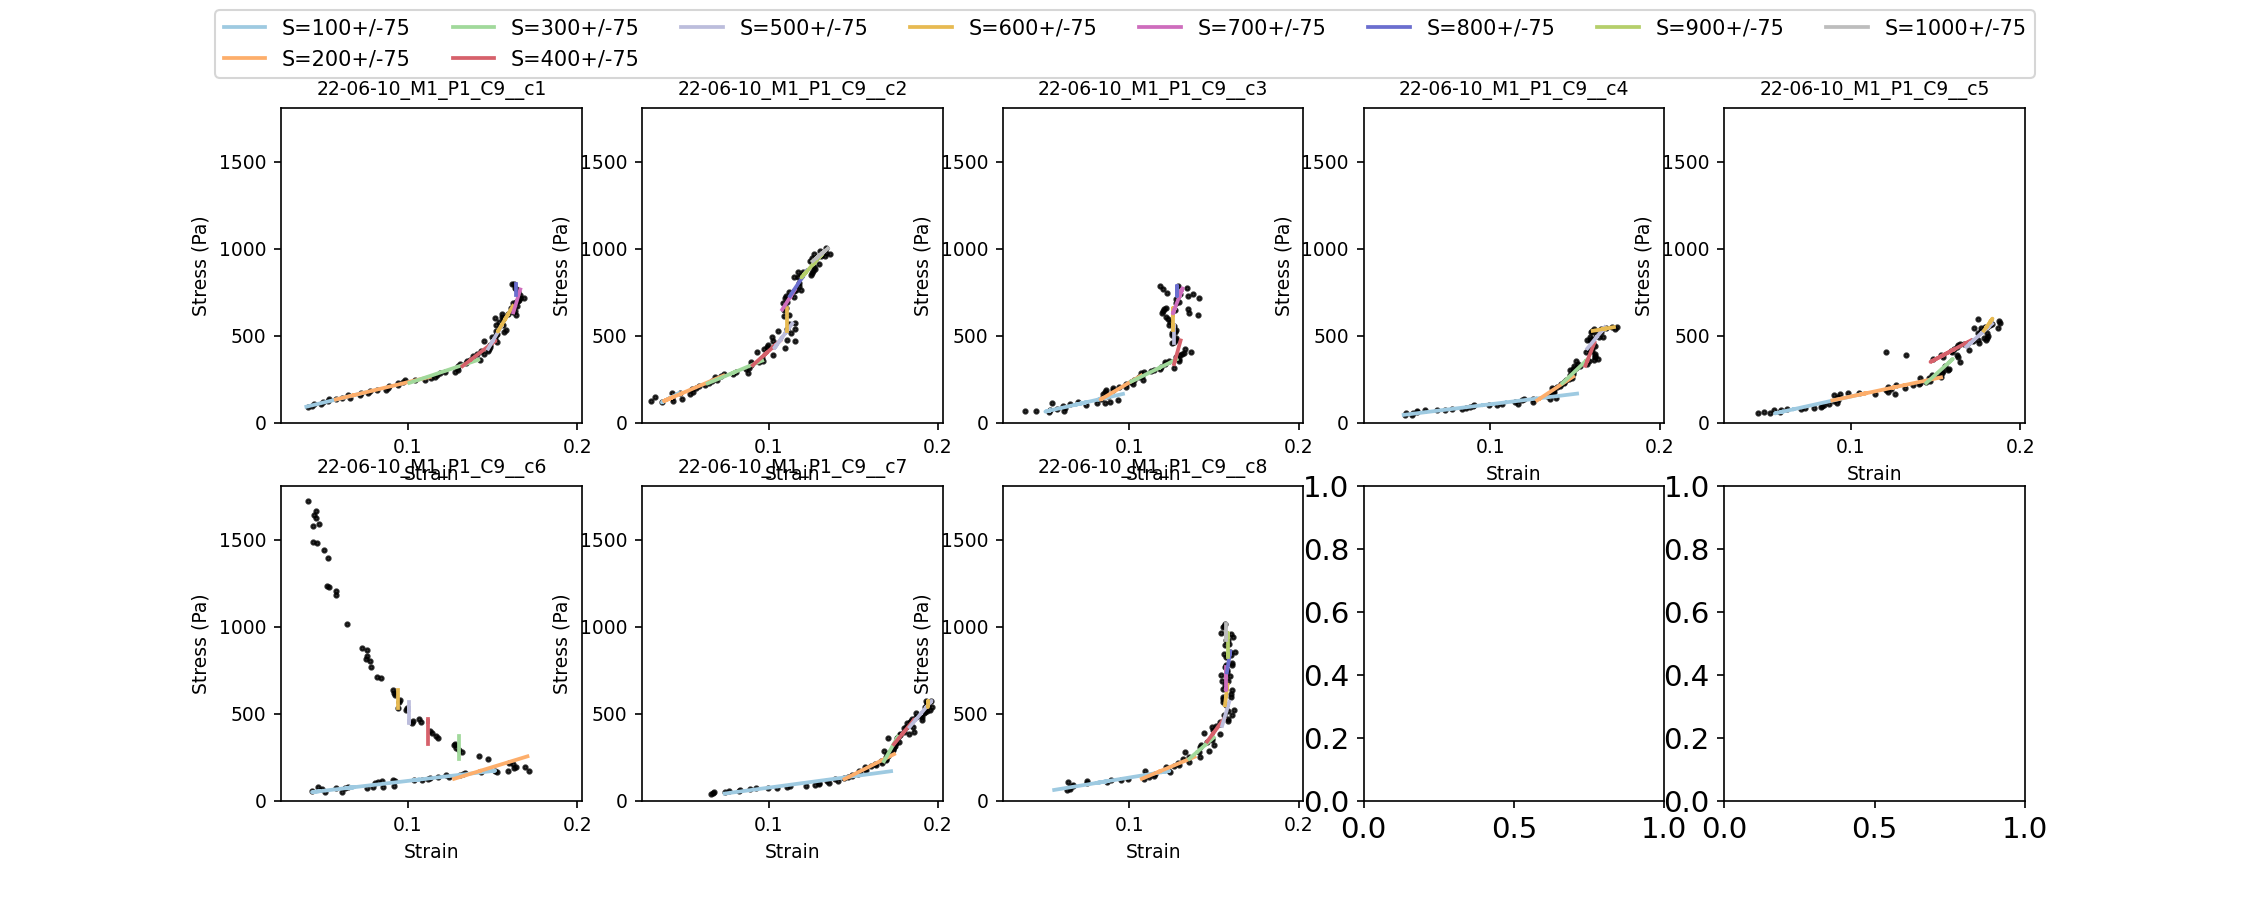 S=100+/-75 S=300+/-75 S=500+/-75 S=600+/-75 S=700+/-75 S=800+/-75 S=900+/-75 S=1000+/-75
S=200+/-75 S=400+/-75
22-06-10_M1_P1_C9__c1
1500
1000
500
0
0.1 0.2
Stress (Pa)
Strain
22-06-10_M1_P1_C9__c2
1500
1000
500
0
0.1 0.2
Stress (Pa)
Strain
22-06-10_M1_P1_C9__c3
1500
1000
500
0
0.1 0.2
Stress (Pa)
Strain
22-06-10_M1_P1_C9__c4
1500
1000
500
0
0.1 0.2
Stress (Pa)
Strain
22-06-10_M1_P1_C9__c5
1500
1000
500
0
0.1 0.2
Stress (Pa)
Strain
22-06-10_M1_P1_C9__c6
1500
1000
500
0
0.1 0.2
Stress (Pa)
Strain
22-06-10_M1_P1_C9__c7
1500
1000
500
0
0.1 0.2
Stress (Pa)
Strain
22-06-10_M1_P1_C9__c8
1500
1000
500
0
0.1 0.2
Stress (Pa)
Strain
1.0
0.8
0.6
0.4
0.2
0.0
0.0 0.5 1.0
1.0
0.8
0.6
0.4
0.2
0.0
0.0 0.5 1.0